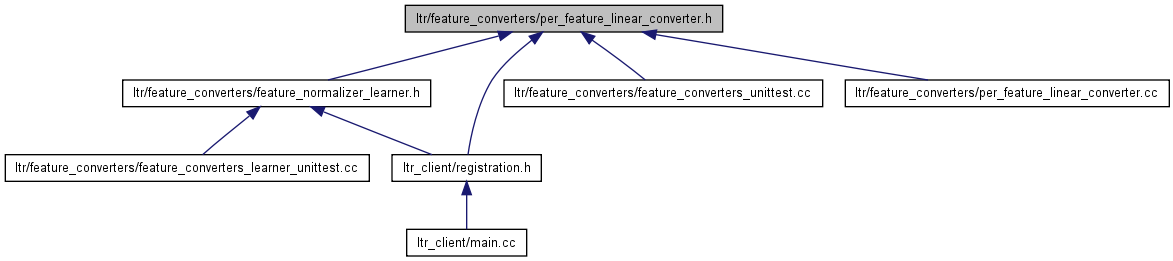 ltr/feature_converters/per_feature_linear_converter.h
ltr/feature_converters/feature_normalizer_learner.h
ltr/feature_converters/feature_converters_unittest.cc
ltr/feature_converters/per_feature_linear_converter.cc
ltr/feature_converters/feature_converters_learner_unittest.cc
ltr_client/registration.h
ltr_client/main.cc